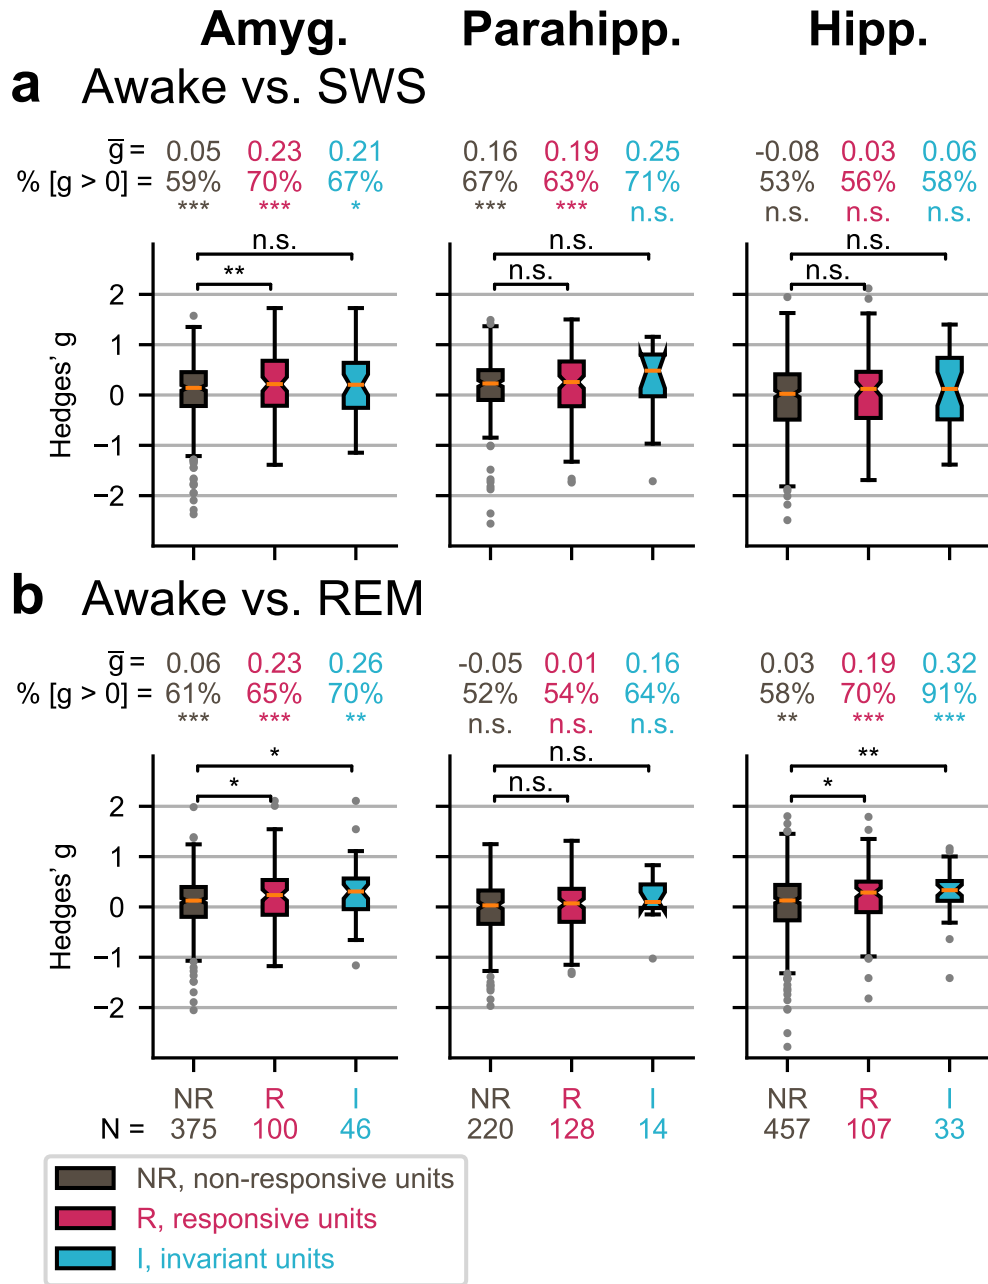 Amyg. Parahipp. Hipp.
a Awake vs. SWS
g̅ = 0.05 0.23 0.21 0.16 0.19 0.25 -0.08 0.03 0.06
% [g > 0] = 59% 70% 67% 67% 63% 71% 53% 56% 58%
*** *** * *** *** n.s. n.s. n.s. n.s.
n.s. n.s. n.s.
** n.s. n.s.
2
1
0
−1
−2
Hedges’ g
b Awake vs. REM
g̅ = 0.06 0.23 0.26 -0.05 0.01 0.16 0.03 0.19 0.32
% [g > 0] = 61% 65% 70% 52% 54% 64% 58% 70% 91%
*** *** ** n.s. n.s. n.s. ** *** ***
* n.s. **
* n.s. *
2
1
0
−1
−2
Hedges’ g
NR R I NR R I NR R I
N = 375 100 46 220 128 14 457 107 33
NR, non-responsive units
R, responsive units
I, invariant units